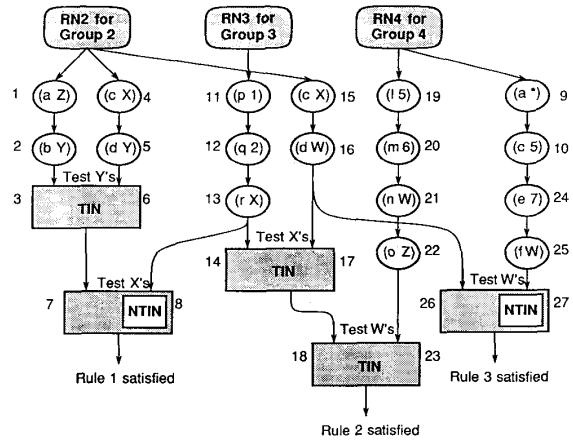 RN2 for
Group 2
RN3 for
Group 3
RN4 for
Group 4
1 (a Z) (c X) 4 11 (p 1) (c X) 15 (l 5) 19 (a *) 9
2 (b Y) (d Y) 5 12 (q 2) (d W) 16 (m 6) 20 (c 5) 10
Test Y's
3 TIN 6 13 (r X) (n W) 21 (e 7) 24
Test X's
14 TIN 17 (o Z) 22 (f W) 25
Test X's
7 NTIN 8
Test W's
26 NTIN 27
Test W's
18 TIN 23
Rule 1 satisfied
Rule 3 satisfied
Rule 2 satisfied